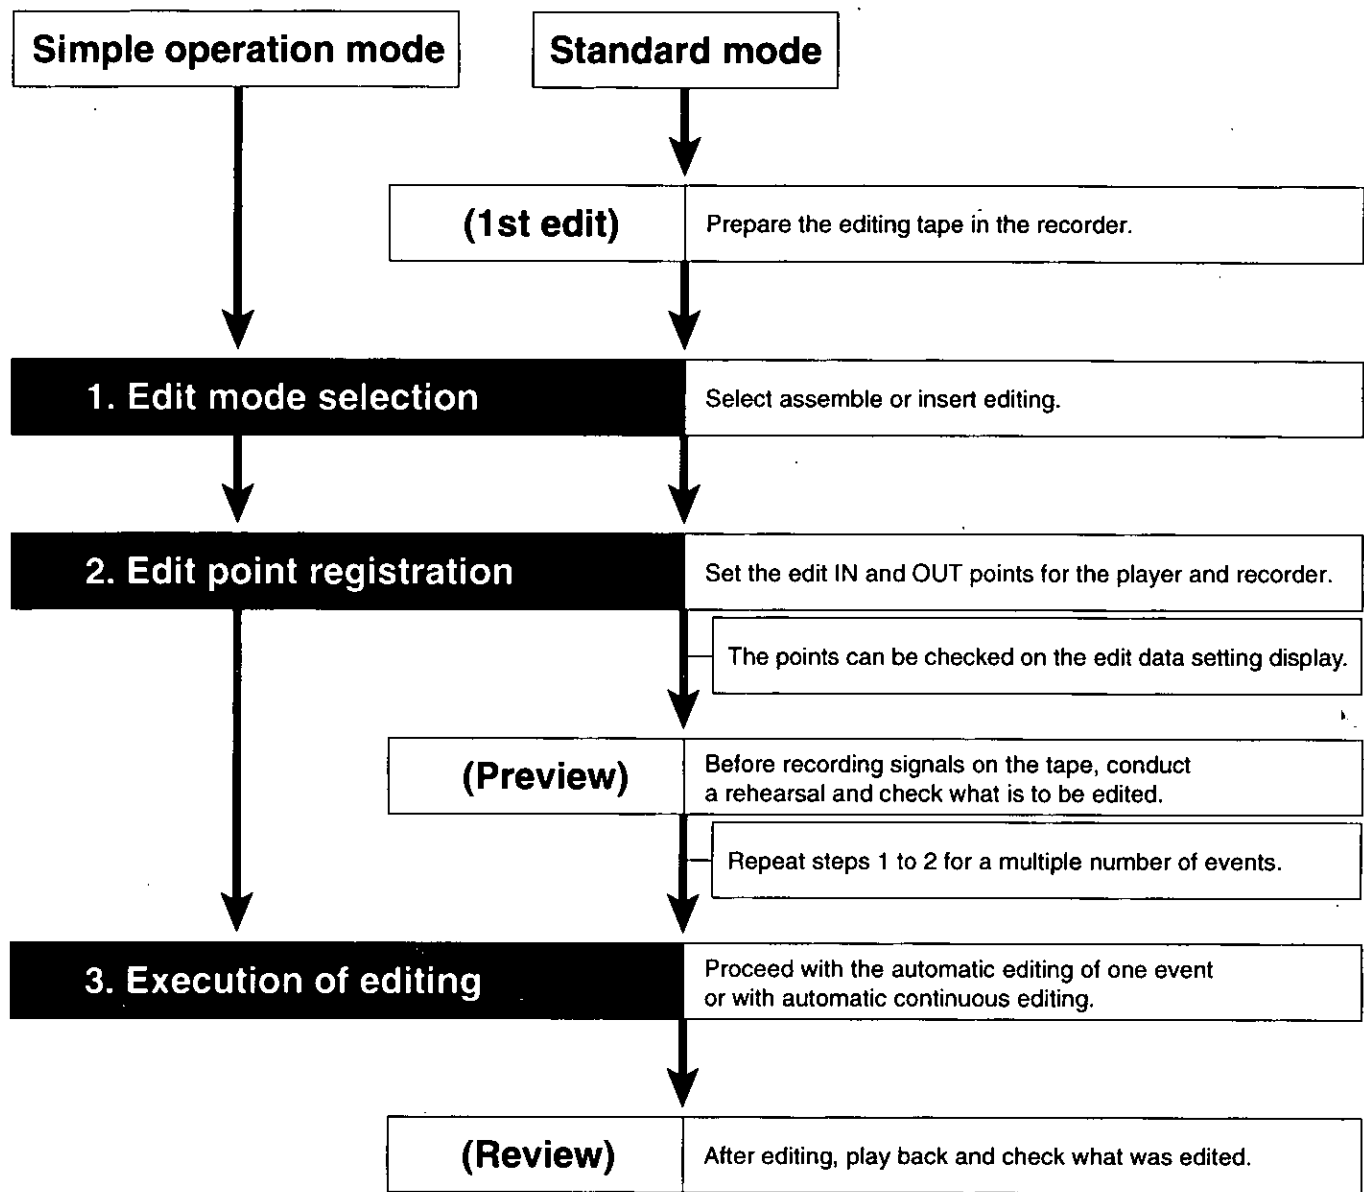 Simple operation mode
Standard mode
(1st edit)
Prepare the editing tape in the recorder.
1. Edit mode selection
Select assemble or insert editing.
2. Edit point registration
Set the edit IN and OUT points for the player and recorder.
The points can be checked on the edit data setting display.
(Preview)
Before recording signals on the tape, conduct
a rehearsal and check what is to be edited.
Repeat steps 1 to 2 for a multiple number of events.
3. Execution of editing
Proceed with the automatic editing of one event
or with automatic continuous editing.
(Review)
After editing, play back and check what was edited.